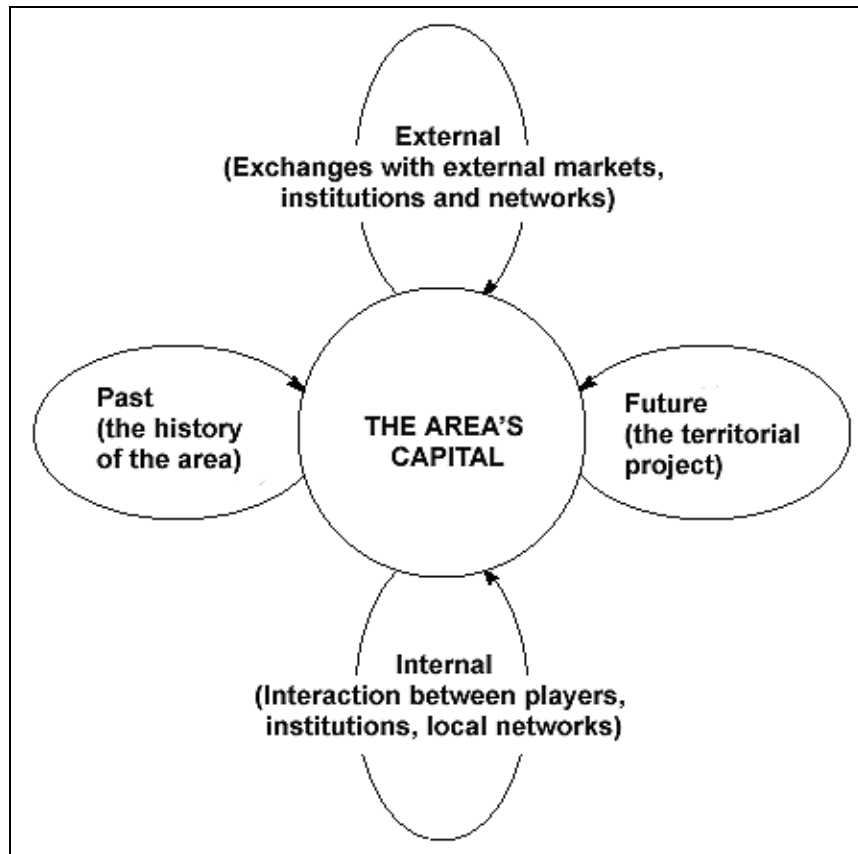 External
(Exchanges with external markets,
institutions and networks)
Past
(the history
of the area)
THE AREA'S
CAPITAL
Future
(the territorial
project)
Internal
(Interaction between players,
institutions, local networks)